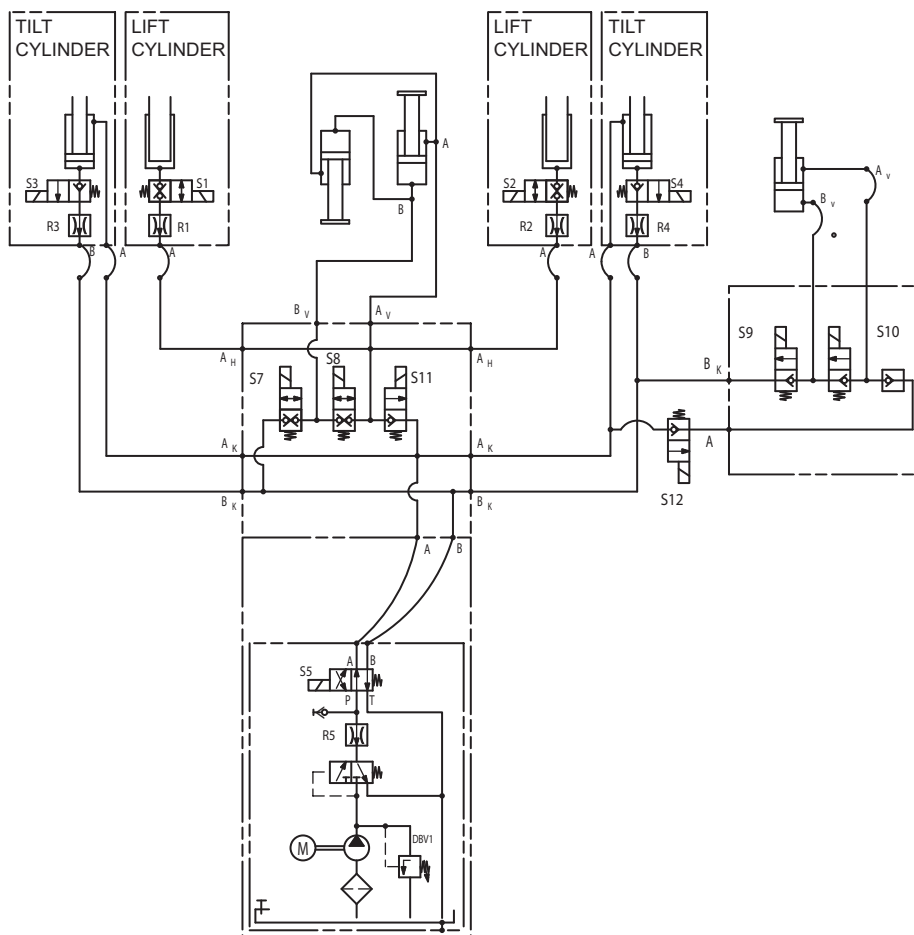 TILT
CYLINDER
LIFT
CYLINDER
LIFT
CYLINDER
TILT
CYLINDER
S3
S1
S2
S4
R3
R1
R2
R4
A
B
A V
B V
B
A
A
A
A
B
B V
A V
S9
S10
A H
A H
S7
S8
S11
B K
A K
A K
A
B K
B K
S12
A
B
A
B
S5
P
T
R5
DBV1
M